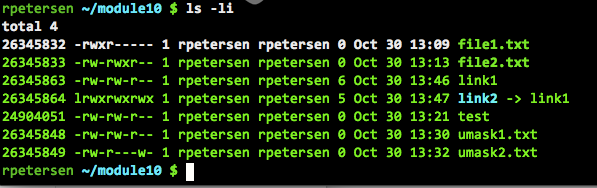 rpetersen ~/module10 $ ls -li
total 4
26345832 -rwxr----- 1 rpetersen rpetersen 0 Oct 30 13:09 file1.txt
26345833 -rw-rwxr-- 1 rpetersen rpetersen 0 Oct 30 13:13 file2.txt
26345863 -rw-rw-r-- 1 rpetersen rpetersen 6 Oct 30 13:46 link1
26345864 lrwxrwxrwx 1 rpetersen rpetersen 5 Oct 30 13:47 link2 -> link1
24904051 -rw-rw-r-- 1 rpetersen rpetersen 0 Oct 30 13:21 test
26345848 -rw-rw-r-- 1 rpetersen rpetersen 0 Oct 30 13:30 umask1.txt
26345849 -rw-r---w- 1 rpetersen rpetersen 0 Oct 30 13:32 umask2.txt
rpetersen ~/module10 $